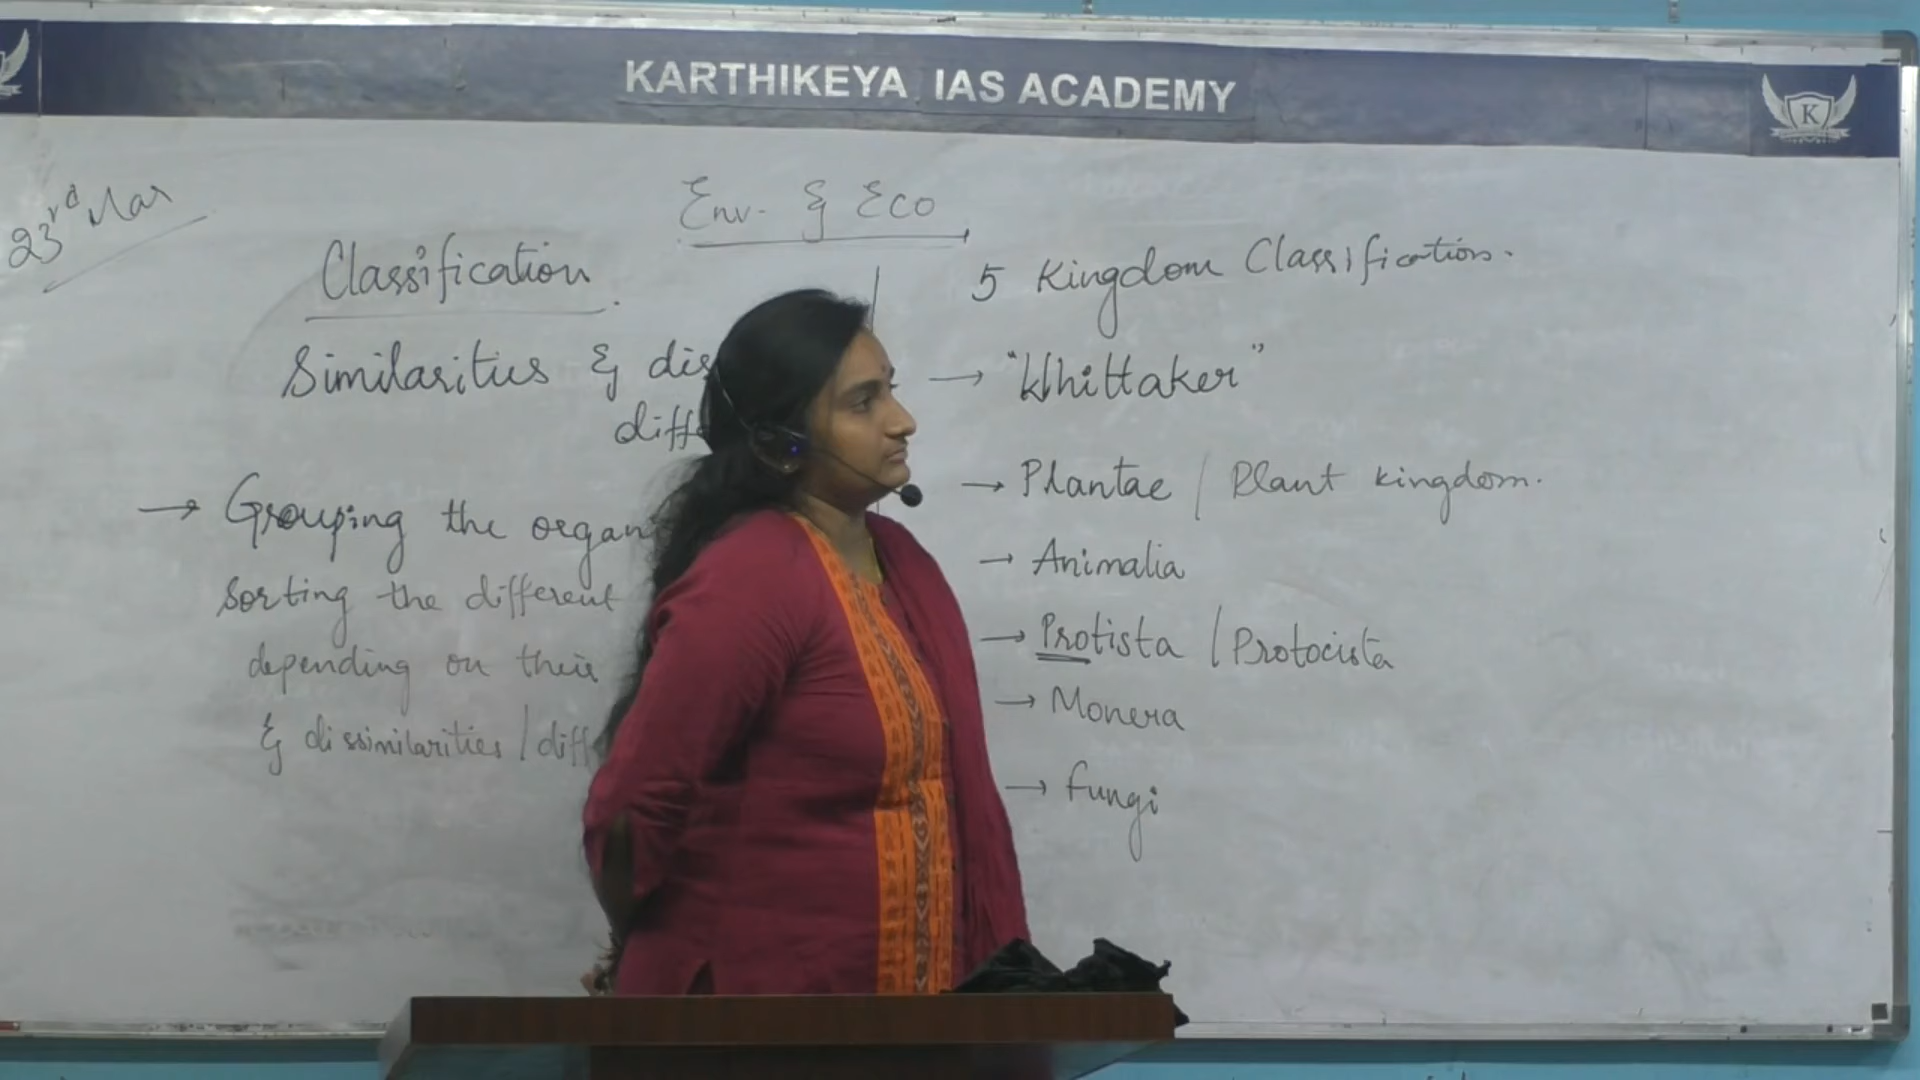 KARTHIKEYA IAS ACADEMY
K
23rd Mar
Env. & Eco
Classification
Similarities & dis
diff
→ Grouping the organi
Sorting the different
depending on their
& dissimilarities / diff
5 Kingdom Classification.
→ "Whittaker"
→ Plantae / Plant kingdom.
→ Animalia
→ Protista / Protocista
→ Monera
→ fungi